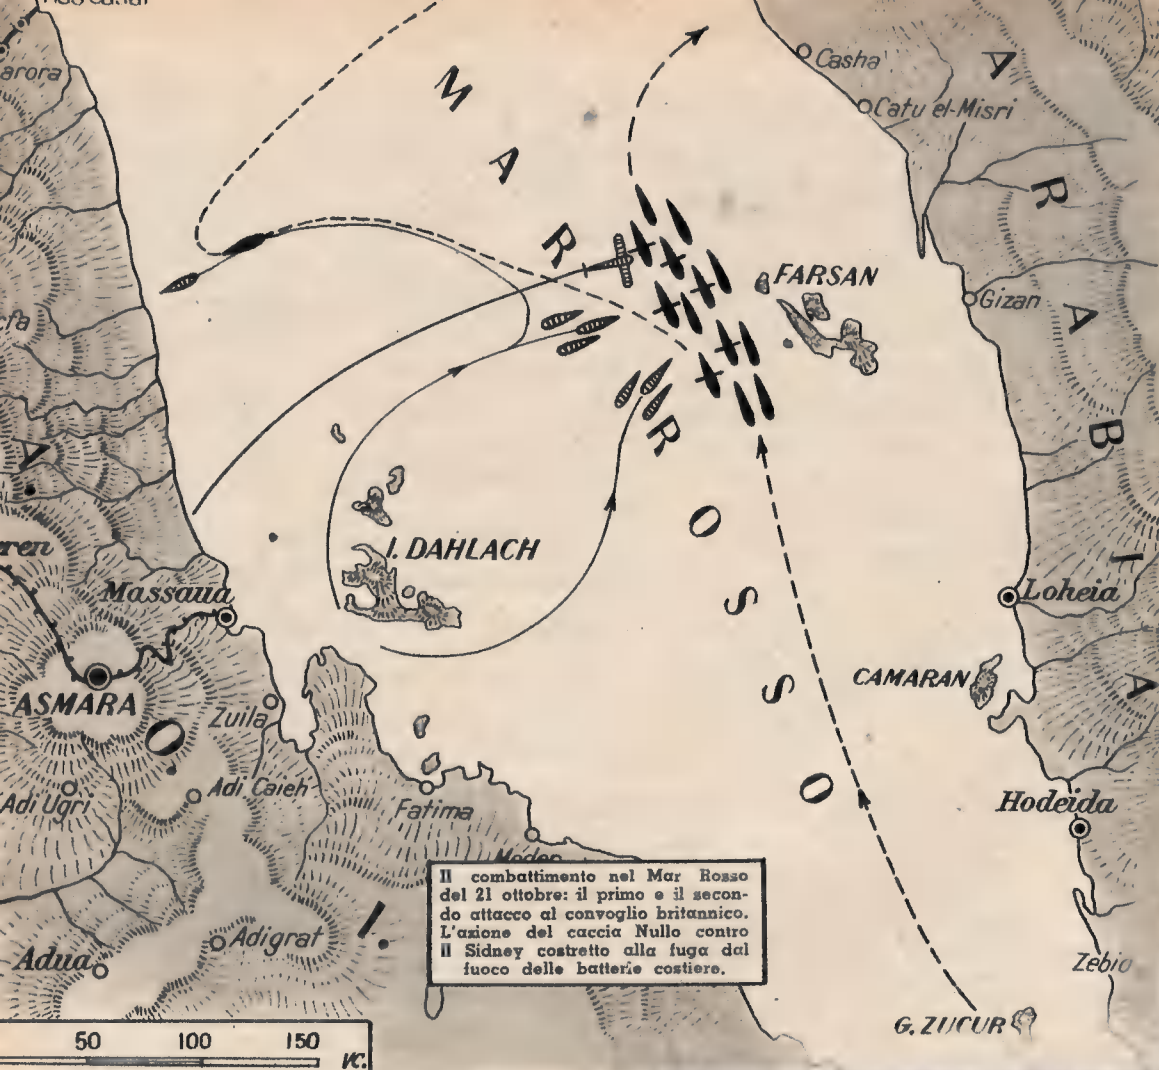 arora
Casha
Catu el-Misri
MAR ROSSO
ARABIA
FARSAN
Gizan
I. DAHLACH
Massaua
ASMARA
Zuila
Adi Ugri
Adi Caieh
Fatima
Meder
Loheia
CAMARAN
Hodeida
Il combattimento nel Mar Rosso
del 21 ottobre: il primo e il secon-
do attacco al convoglio britannico.
L'azione del caccia Nullo contro
il Sidney costretto alla fuga dal
fuoco delle batterie costiere.
A
O
I.
Adigrat
Adua
Zebid
G. ZUCUR
50 100 150